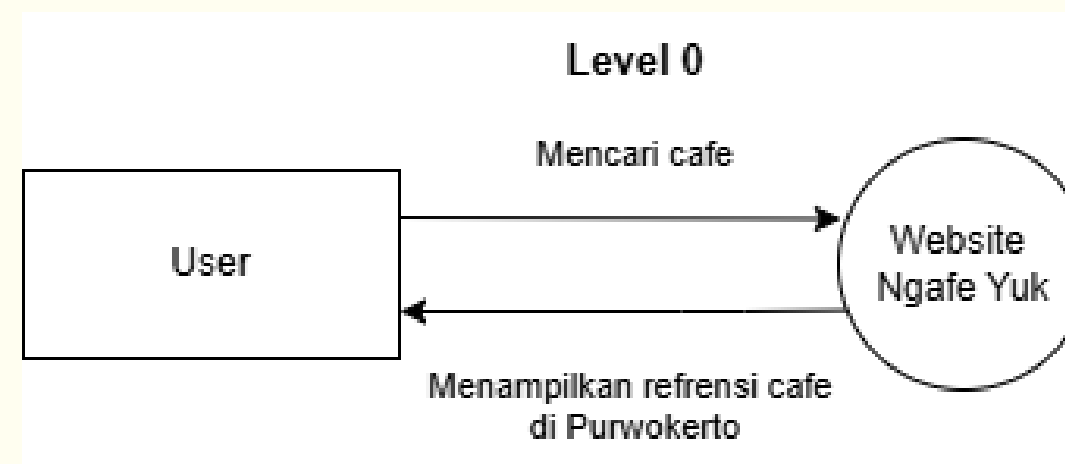 Level 0
Mencari cafe
User
Website
Ngafe Yuk
Menampilkan refrensi cafe
di Purwokerto